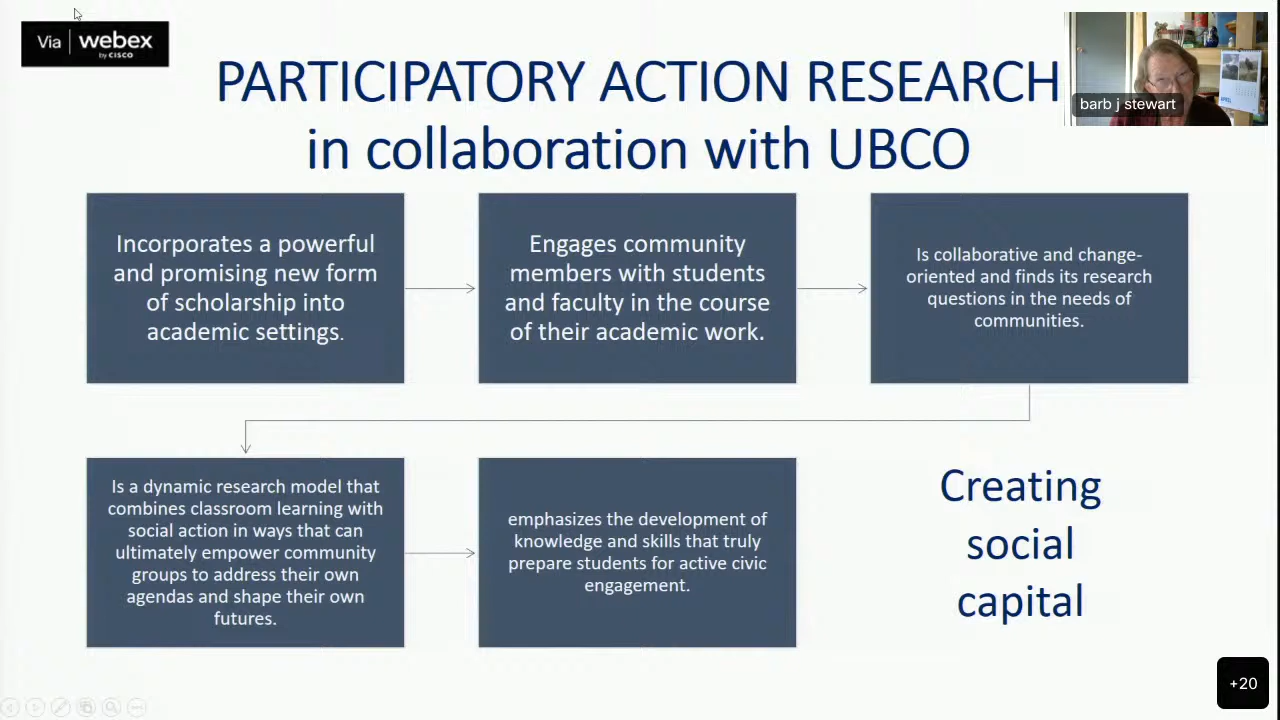 Via webex
by CISCO
PARTICIPATORY ACTION RESEARCH
in collaboration with UBCO
barb j stewart
Incorporates a powerful
and promising new form
of scholarship into
academic settings.
Engages community
members with students
and faculty in the course
of their academic work.
Is collaborative and change-
oriented and finds its research
questions in the needs of
communities.
Is a dynamic research model that
combines classroom learning with
social action in ways that can
ultimately empower community
groups to address their own
agendas and shape their own
futures.
emphasizes the development of
knowledge and skills that truly
prepare students for active civic
engagement.
Creating
social
capital
+20